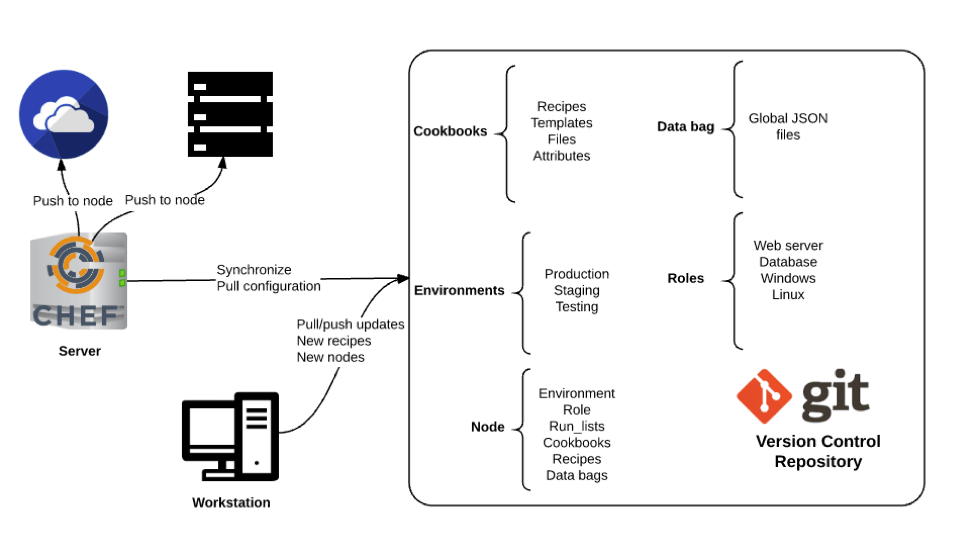 Push to node
Push to node
CHEF
Server
Synchronize
Pull configuration
Pull/push updates
New recipes
New nodes
Workstation
Cookbooks
Recipes
Templates
Files
Attributes
Data bag
Global JSON
files
Environments
Production
Staging
Testing
Roles
Web server
Database
Windows
Linux
Node
Environment
Role
Run_lists
Cookbooks
Recipes
Data bags
git
Version Control
Repository